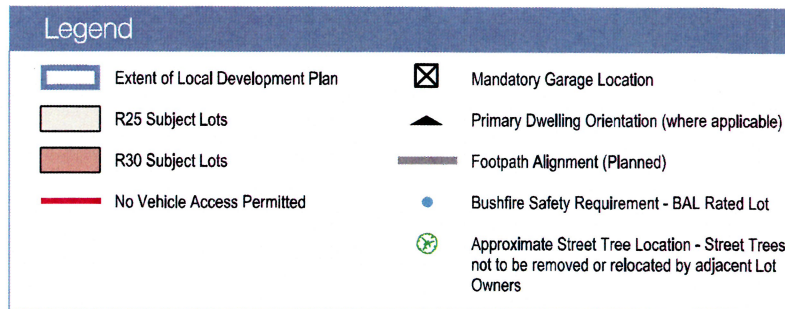 Legend
Extent of Local Development Plan
R25 Subject Lots
R30 Subject Lots
No Vehicle Access Permitted
Mandatory Garage Location
Primary Dwelling Orientation (where applicable)
Footpath Alignment (Planned)
Bushfire Safety Requirement - BAL Rated Lot
Approximate Street Tree Location - Street Trees
not to be removed or relocated by adjacent Lot
Owners